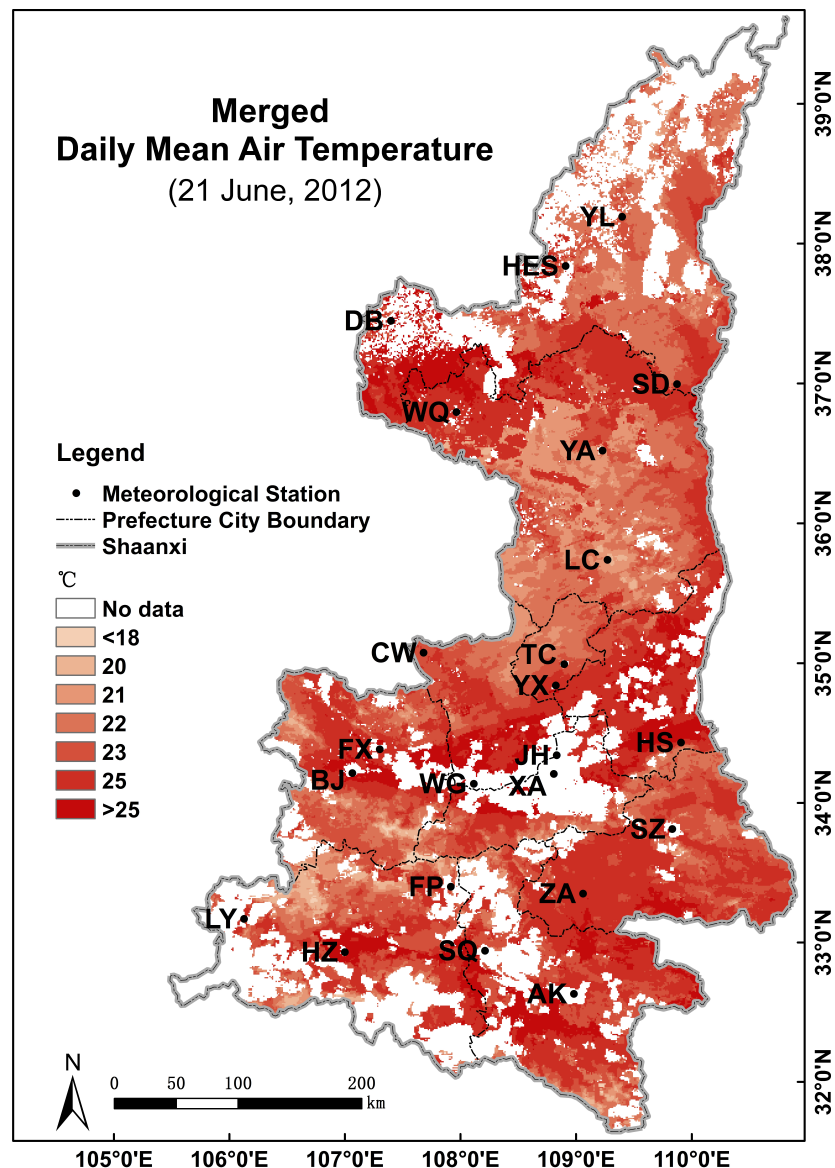 Merged
Daily Mean Air Temperature
(21 June, 2012)
YL
HES
DB
SD
WQ
YA
LC
CW
TC
YX
FX
JH
HS
BJ
WG
XA
SZ
FP
ZA
LY
HZ
SQ
AK
Legend
Meteorological Station
Prefecture City Boundary
Shaanxi
℃
No data
<18
20
21
22
23
25
>25
N
0 50 100 200
km
39°0'N
38°0'N
37°0'N
36°0'N
35°0'N
34°0'N
33°0'N
32°0'N
105°0'E 106°0'E 107°0'E 108°0'E 109°0'E 110°0'E